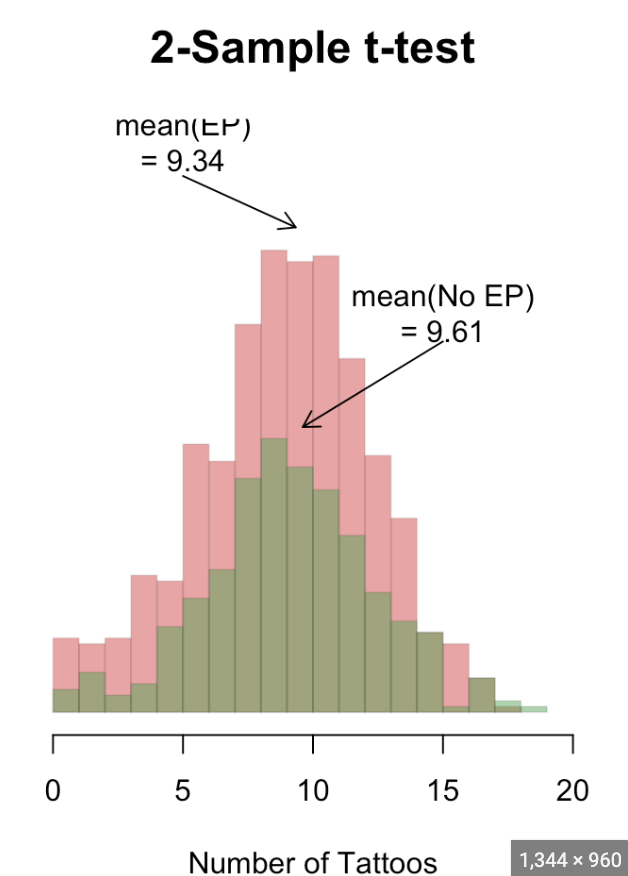 2-Sample t-test
mean(EP)
= 9.34
mean(No EP)
= 9.61
0 5 10 15 20
Number of Tattoos
1,344 × 960